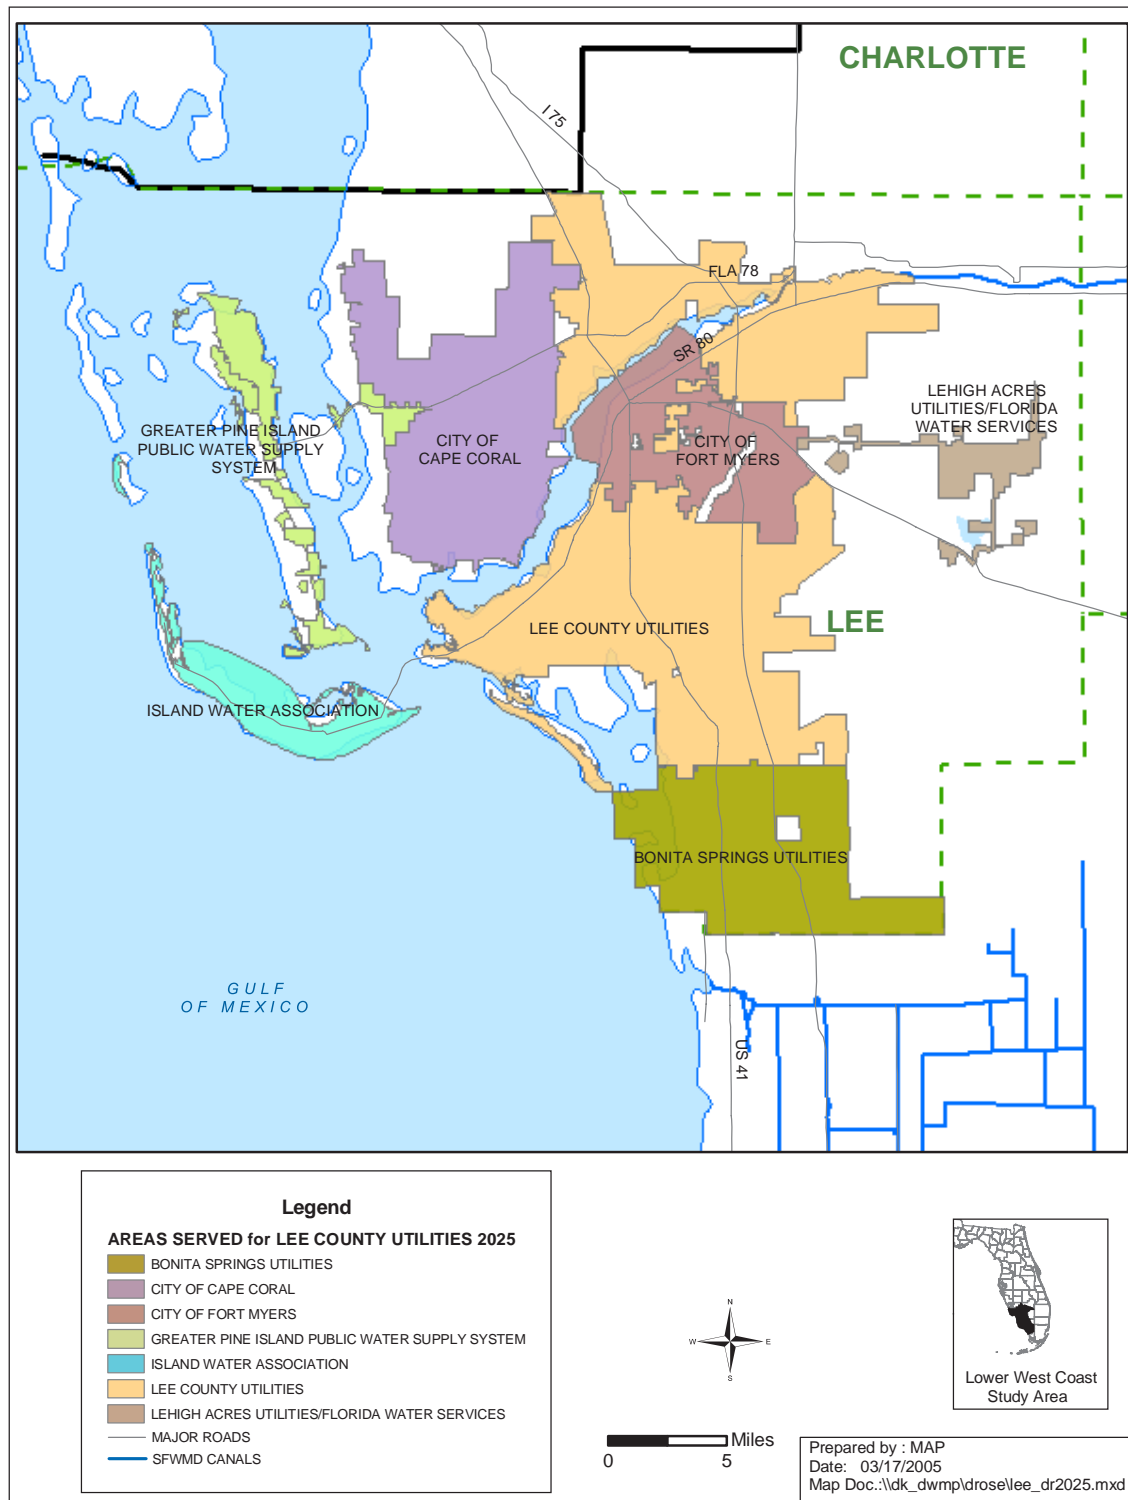 CHARLOTTE
I 75
FLA 78
SR 80
LEHIGH ACRES
UTILITIES/FLORIDA
WATER SERVICES
GREATER PINE ISLAND
PUBLIC WATER SUPPLY
SYSTEM
CITY OF
CAPE CORAL
CITY OF
FORT MYERS
LEE COUNTY UTILITIES
LEE
ISLAND WATER ASSOCIATION
BONITA SPRINGS UTILITIES
GULF
OF MEXICO
US 41
Legend
AREAS SERVED for LEE COUNTY UTILITIES 2025
BONITA SPRINGS UTILITIES
CITY OF CAPE CORAL
CITY OF FORT MYERS
GREATER PINE ISLAND PUBLIC WATER SUPPLY SYSTEM
ISLAND WATER ASSOCIATION
LEE COUNTY UTILITIES
LEHIGH ACRES UTILITIES/FLORIDA WATER SERVICES
MAJOR ROADS
SFWMD CANALS
N
W E
S
Miles
0 5
Lower West Coast
Study Area
Prepared by : MAP
Date: 03/17/2005
Map Doc.:\\dk_dwmp\drose\lee_dr2025.mxd